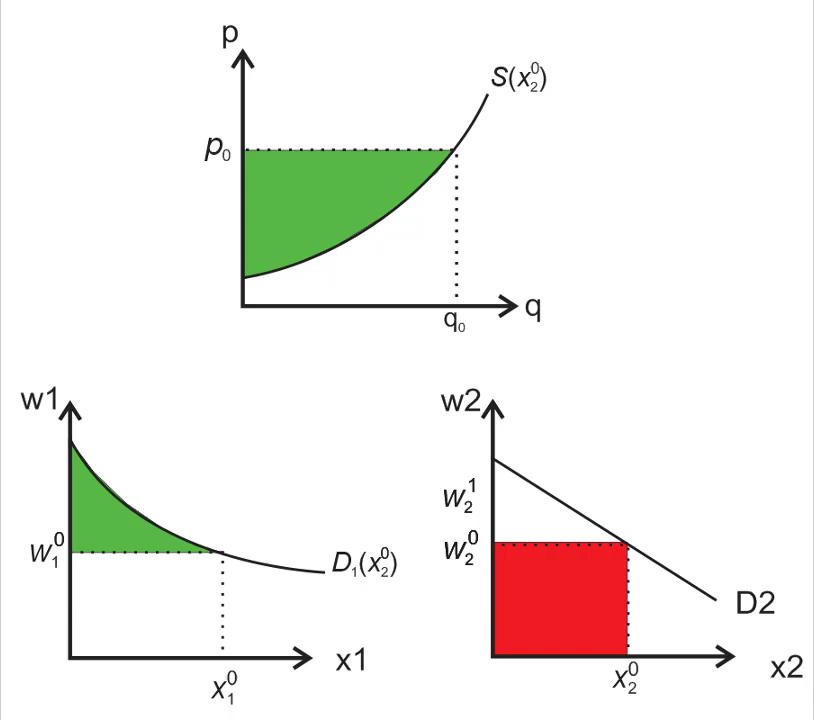 p
S(x₂⁰)
p₀
q₀
q
w1
W₁⁰
D₁(x₂⁰)
x1
X₁⁰
w2
W₂¹
W₂⁰
D2
x2
X₂⁰